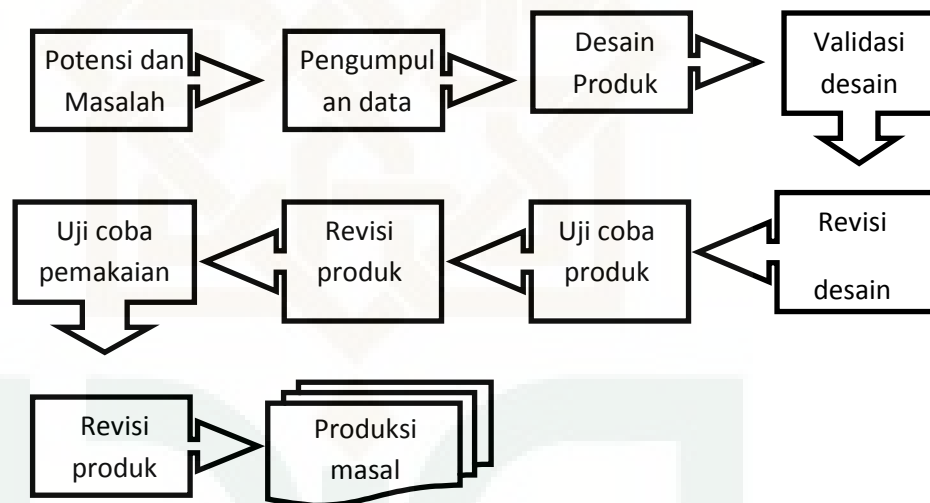 Potensi dan
Masalah
Pengumpul
an data
Desain
Produk
Validasi
desain
Revisi
desain
Uji coba
produk
Revisi
produk
Uji coba
pemakaian
Revisi
produk
Produksi
masal